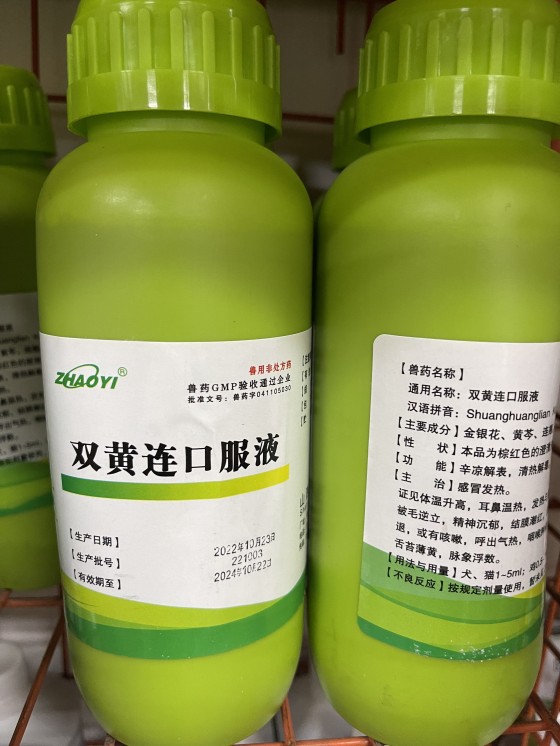 ZHAOYI®
兽用非处方药
兽药GMP验收通过企业
批准文号：兽药字041105030
双黄连口服液
【生产日期】 2022年10月23日
【生产批号】 221003
【有效期至】 2024年10月22日
【兽药名称】
通用名称：双黄连口服液
汉语拼音：Shuanghuanglian
【主要成分】金银花、黄芩、连
【性 状】本品为棕红色的澄
【功 能】辛凉解表，清热解
【主 治】感冒发热。
证见体温升高，耳鼻温热，发热
被毛逆立，精神沉郁，结膜潮红，
退，或有咳嗽，呼出气热，咽喉
舌苔薄黄，脉象浮数。
【用法与用量】犬、猫1~5ml；鸡0.
【不良反应】按规定剂量使用，暂未